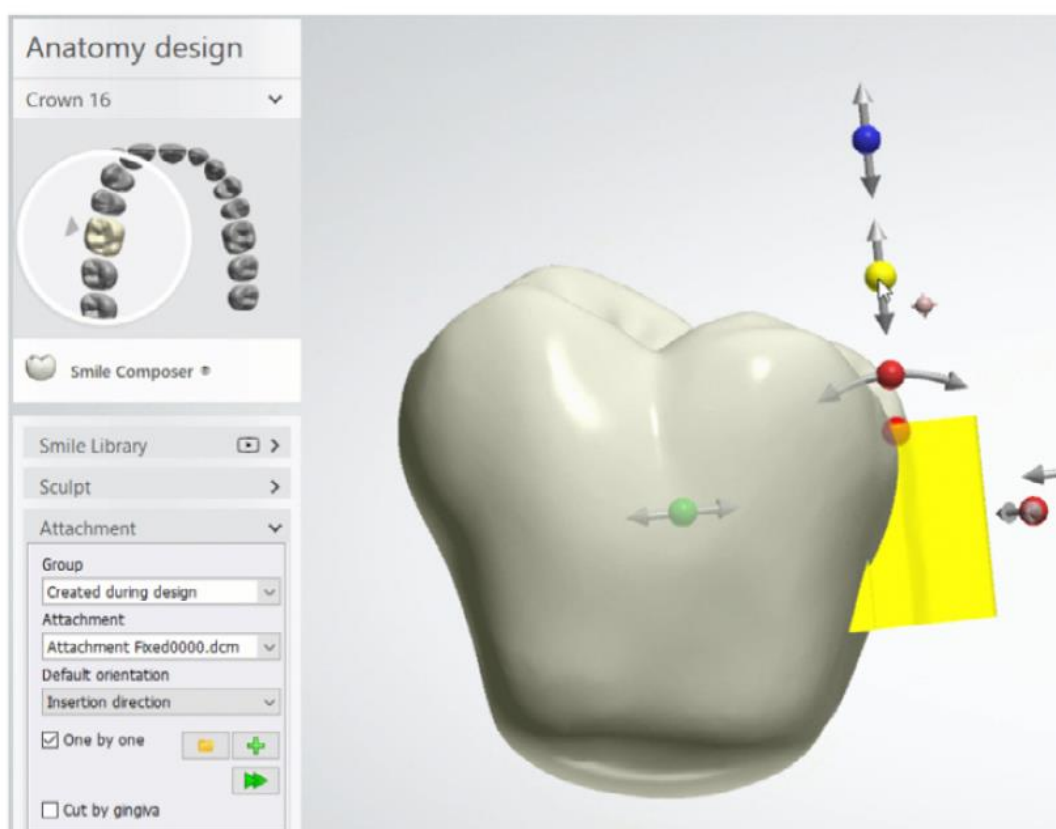 Anatomy design
Crown 16
Smile Composer ®
Smile Library
Sculpt
Attachment
Group
Created during design
Attachment
Attachment Fixed0000.dcm
Default orientation
Insertion direction
One by one
Cut by gingiva